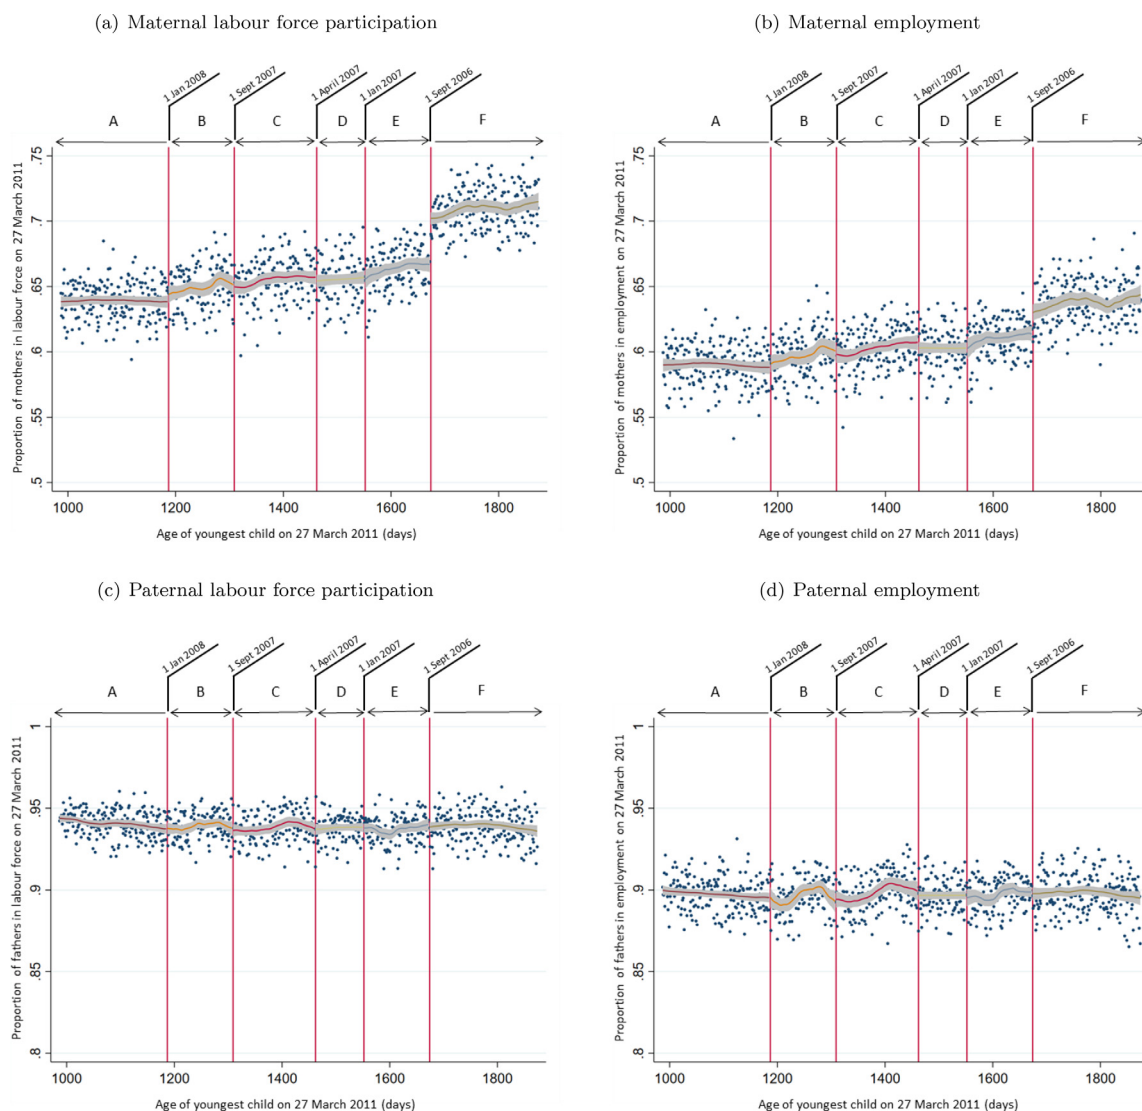 (a) Maternal labour force participation
(b) Maternal employment
1 Jan 2008
1 Sept 2007
1 April 2007
1 Jan 2007
1 Sept 2006
A B C D E F
.75
.7
.65
.6
.55
.5
Proportion of mothers in labour force on 27 March 2011
1000 1200 1400 1600 1800
Age of youngest child on 27 March 2011 (days)
1 Jan 2008
1 Sept 2007
1 April 2007
1 Jan 2007
1 Sept 2006
A B C D E F
.75
.7
.65
.6
.55
.5
Proportion of mothers in employment on 27 March 2011
1000 1200 1400 1600 1800
Age of youngest child on 27 March 2011 (days)
(c) Paternal labour force participation
(d) Paternal employment
1 Jan 2008
1 Sept 2007
1 April 2007
1 Jan 2007
1 Sept 2006
A B C D E F
1
.95
.9
.85
.8
Proportion of fathers in labour force on 27 March 2011
1000 1200 1400 1600 1800
Age of youngest child on 27 March 2011 (days)
1 Jan 2008
1 Sept 2007
1 April 2007
1 Jan 2007
1 Sept 2006
A B C D E F
1
.95
.9
.85
.8
Proportion of fathers in employment on 27 March 2011
1000 1200 1400 1600 1800
Age of youngest child on 27 March 2011 (days)